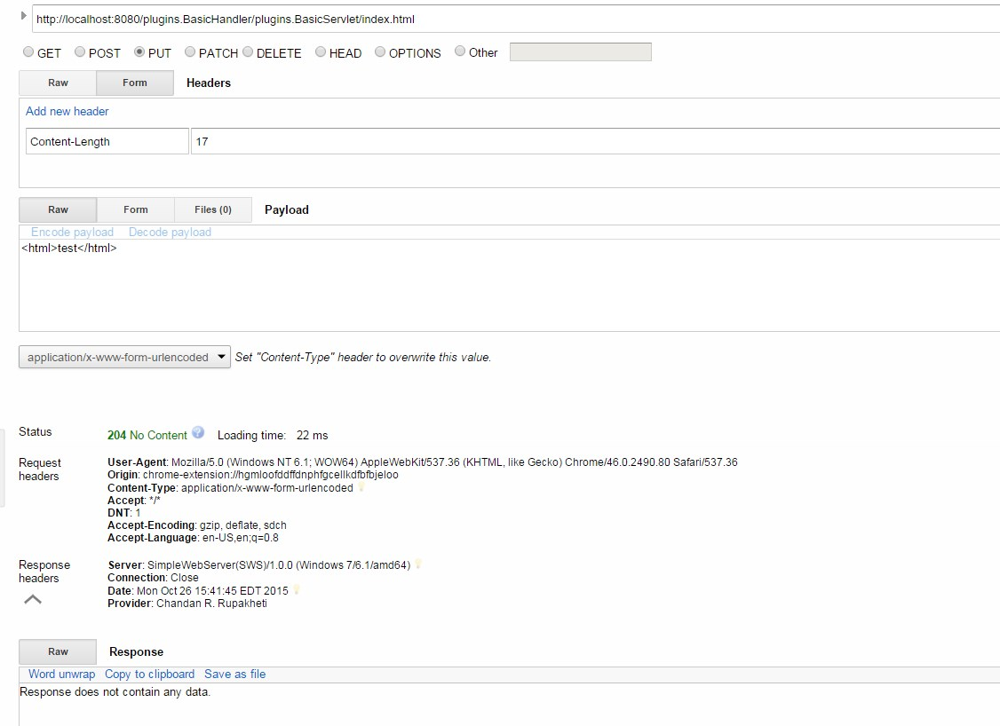 http://localhost:8080/plugins.BasicHandler/plugins.BasicServlet/index.html
GET POST PUT PATCH DELETE HEAD OPTIONS Other
Raw Form Headers
Add new header
Content-Length 17
Raw Form Files (0) Payload
Encode payload Decode payload
<html>test</html>
application/x-www-form-urlencoded Set "Content-Type" header to overwrite this value.
Status 204 No Content ? Loading time: 22 ms
Request headers
User-Agent: Mozilla/5.0 (Windows NT 6.1; WOW64) AppleWebKit/537.36 (KHTML, like Gecko) Chrome/46.0.2490.80 Safari/537.36
Origin: chrome-extension://hgmloofddffdnphfgcellkdfbfbjeloo
Content-Type: application/x-www-form-urlencoded
Accept: */*
DNT: 1
Accept-Encoding: gzip, deflate, sdch
Accept-Language: en-US,en;q=0.8
Response headers
Server: SimpleWebServer(SWS)/1.0.0 (Windows 7/6.1/amd64)
Connection: Close
Date: Mon Oct 26 15:41:45 EDT 2015
Provider: Chandan R. Rupakheti
Raw Response
Word unwrap Copy to clipboard Save as file
Response does not contain any data.